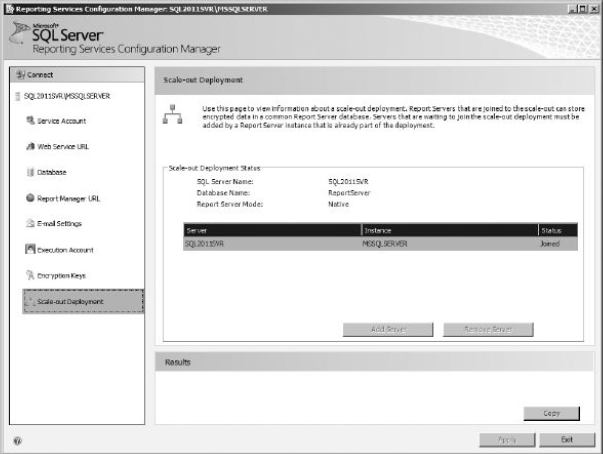 Reporting Services Configuration Manager: SQL2011SVR\MSSQLSERVER
Microsoft
SQL Server
Reporting Services Configuration Manager
Connect
SQL2011SVR\MSSQLSERVER
Service Account
Web Service URL
Database
Report Manager URL
E-mail Settings
Execution Account
Encryption Keys
Scale-out Deployment
Scale-out Deployment
Use this page to view information about a scale-out deployment. Report Servers that are joined to the scale-out can store
encrypted data in a common Report Server database. Servers that are waiting to join the scale-out deployment must be
added by a Report Server instance that is already part of the deployment.
Scale-out Deployment Status
SQL Server Name: SQL2011SVR
Database Name: ReportServer
Report Server Mode: Native
Server Instance Status
SQL2011SVR MSSQLSERVER Joined
Add Server Remove Server
Results
Copy
Apply Exit